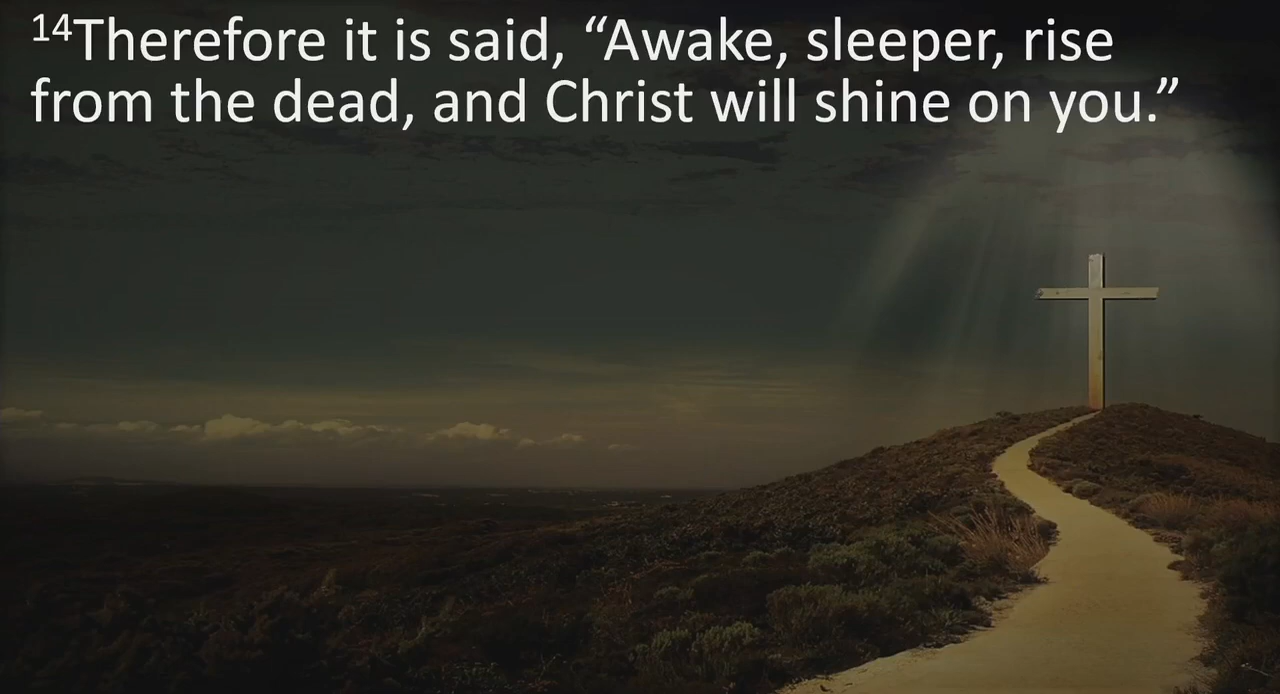 ¹⁴Therefore it is said, “Awake, sleeper, rise
from the dead, and Christ will shine on you.”